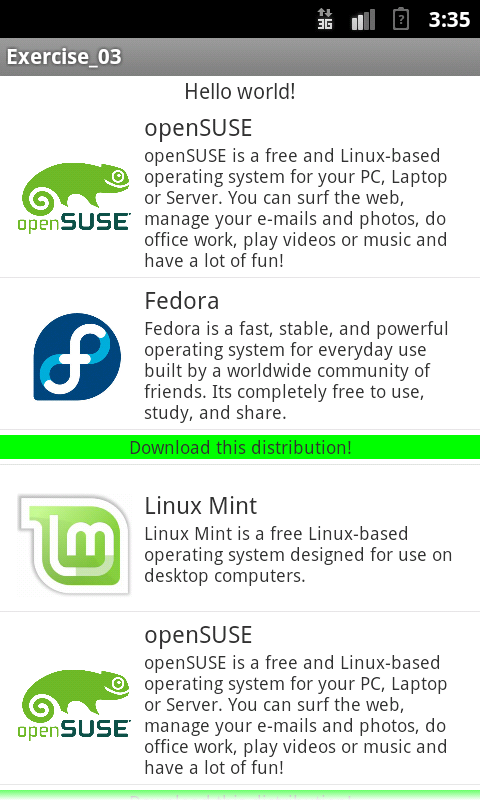 3G
?
3:35
Exercise_03
Hello world!
openSUSE
openSUSE is a free and Linux-based
operating system for your PC, Laptop
or Server. You can surf the web,
manage your e-mails and photos, do
office work, play videos or music and
have a lot of fun!
openSUSE
Fedora
Fedora is a fast, stable, and powerful
operating system for everyday use
built by a worldwide community of
friends. Its completely free to use,
study, and share.
Download this distribution!
Linux Mint
Linux Mint is a free Linux-based
operating system designed for use on
desktop computers.
openSUSE
openSUSE is a free and Linux-based
operating system for your PC, Laptop
or Server. You can surf the web,
manage your e-mails and photos, do
office work, play videos or music and
have a lot of fun!
openSUSE